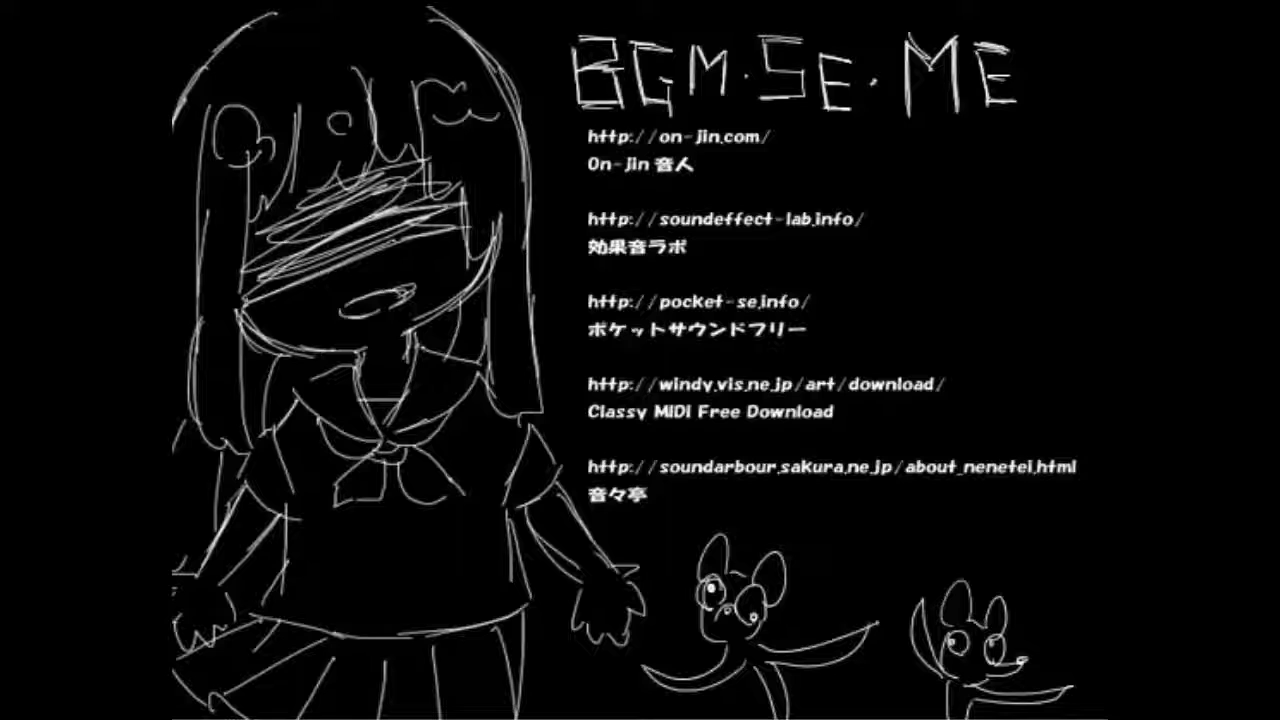 BGM・SE・ME
http://on-jin.com/
On-Jin 音人
http://soundeffect-lab.info/
効果音ラボ
http://pocket-se.info/
ポケットサウンドフリー
http://windy.vis.ne.jp/art/download/
Classy MIDI Free Download
http://soundarbour.sakura.ne.jp/about_nenetei.html
音々亭